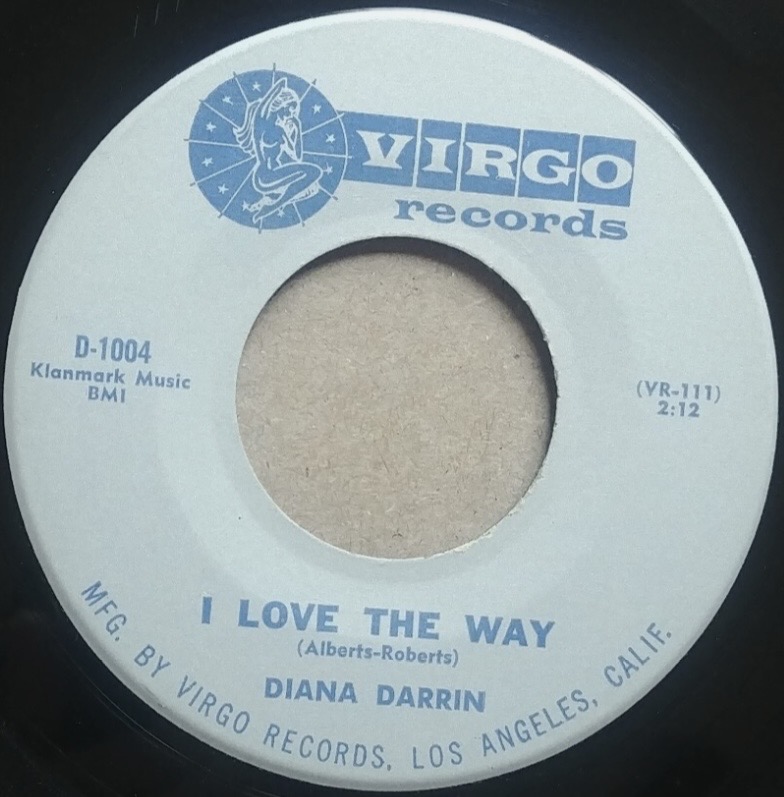 VIRGO
records
D-1004
Klanmark Music
BMI
(VR-111)
2:12
I LOVE THE WAY
(Alberts-Roberts)
DIANA DARRIN
MFG. BY VIRGO RECORDS, LOS ANGELES, CALIF.